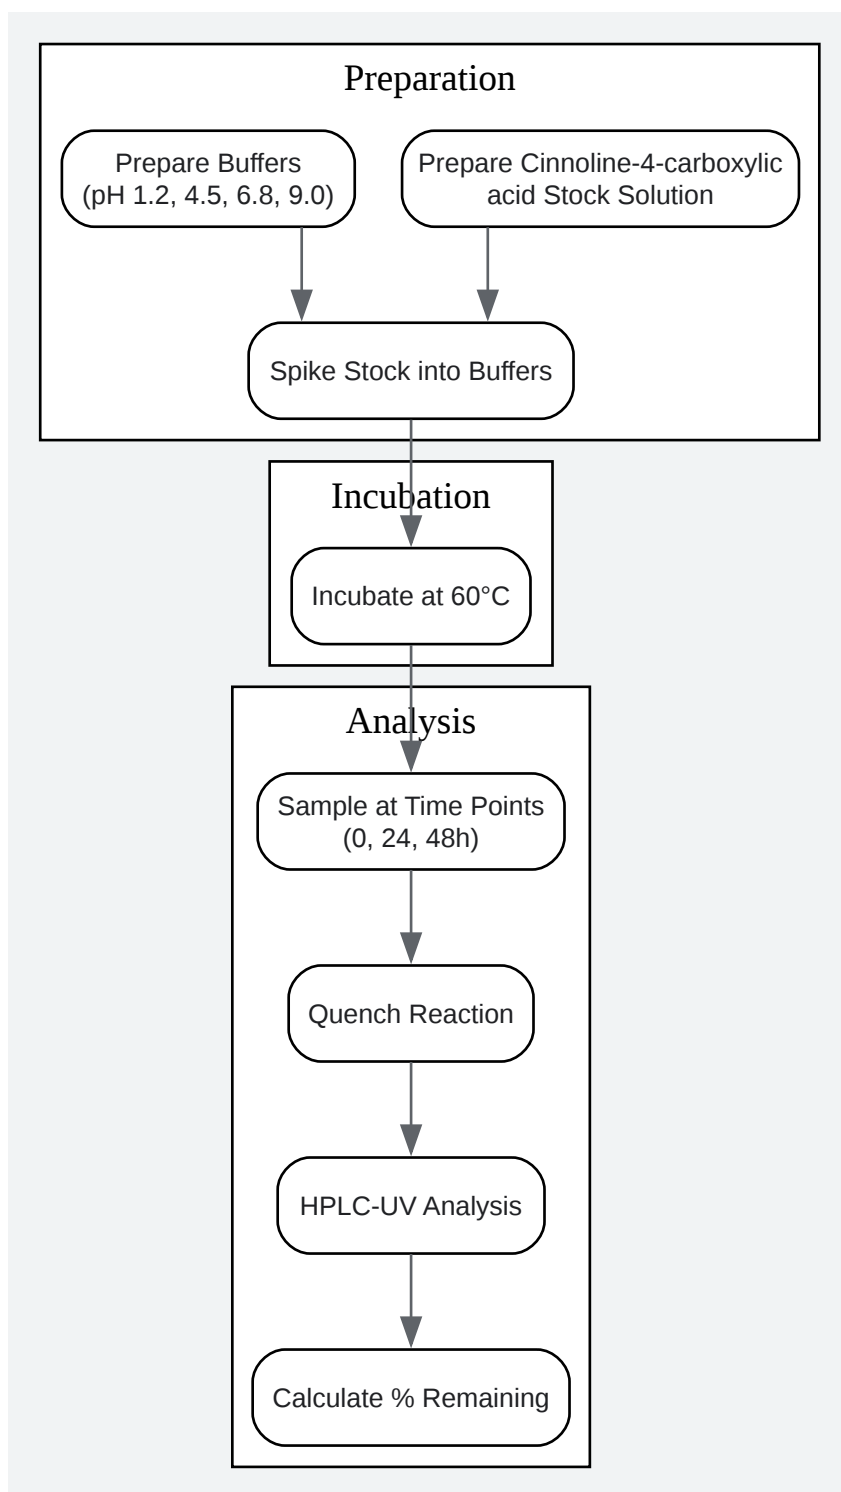 Preparation
Prepare Buffers
(pH 1.2, 4.5, 6.8, 9.0)
Prepare Cinnoline-4-carboxylic
acid Stock Solution
Spike Stock into Buffers
Incubation
Incubate at 60°C
Analysis
Sample at Time Points
(0, 24, 48h)
Quench Reaction
HPLC-UV Analysis
Calculate % Remaining